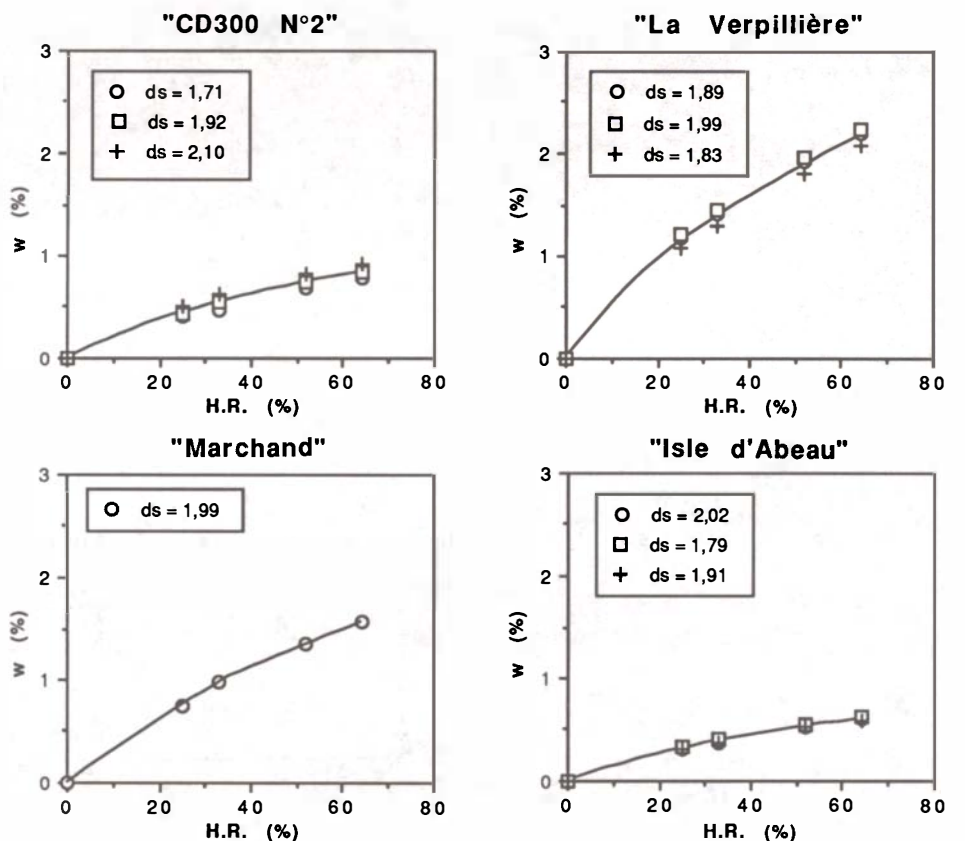 "CD300 N°2"
3
2
1
0
w (%)
ds = 1,71
ds = 1,92
ds = 2,10
0 20 40 60 80
H.R. (%)
"La Verpillière"
3
2
1
0
w (%)
ds = 1,89
ds = 1,99
ds = 1,83
0 20 40 60 80
H.R. (%)
"Marchand"
3
2
1
0
w (%)
ds = 1,99
0 20 40 60 80
H.R. (%)
"Isle d'Abeau"
3
2
1
0
w (%)
ds = 2,02
ds = 1,79
ds = 1,91
0 20 40 60 80
H.R. (%)